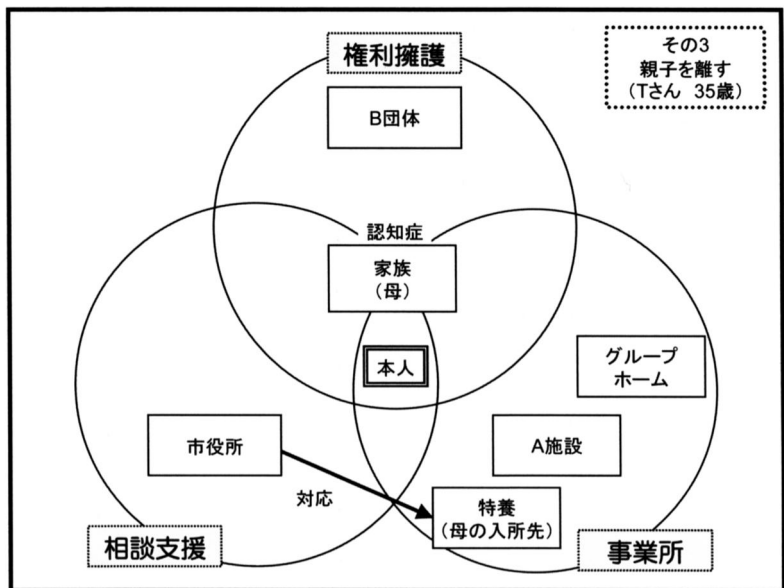 権利擁護
その3
親子を離す
（Tさん 35歳）
B団体
認知症
家族
（母）
本人
グループ
ホーム
市役所
A施設
対応
特養
（母の入所先）
相談支援
事業所